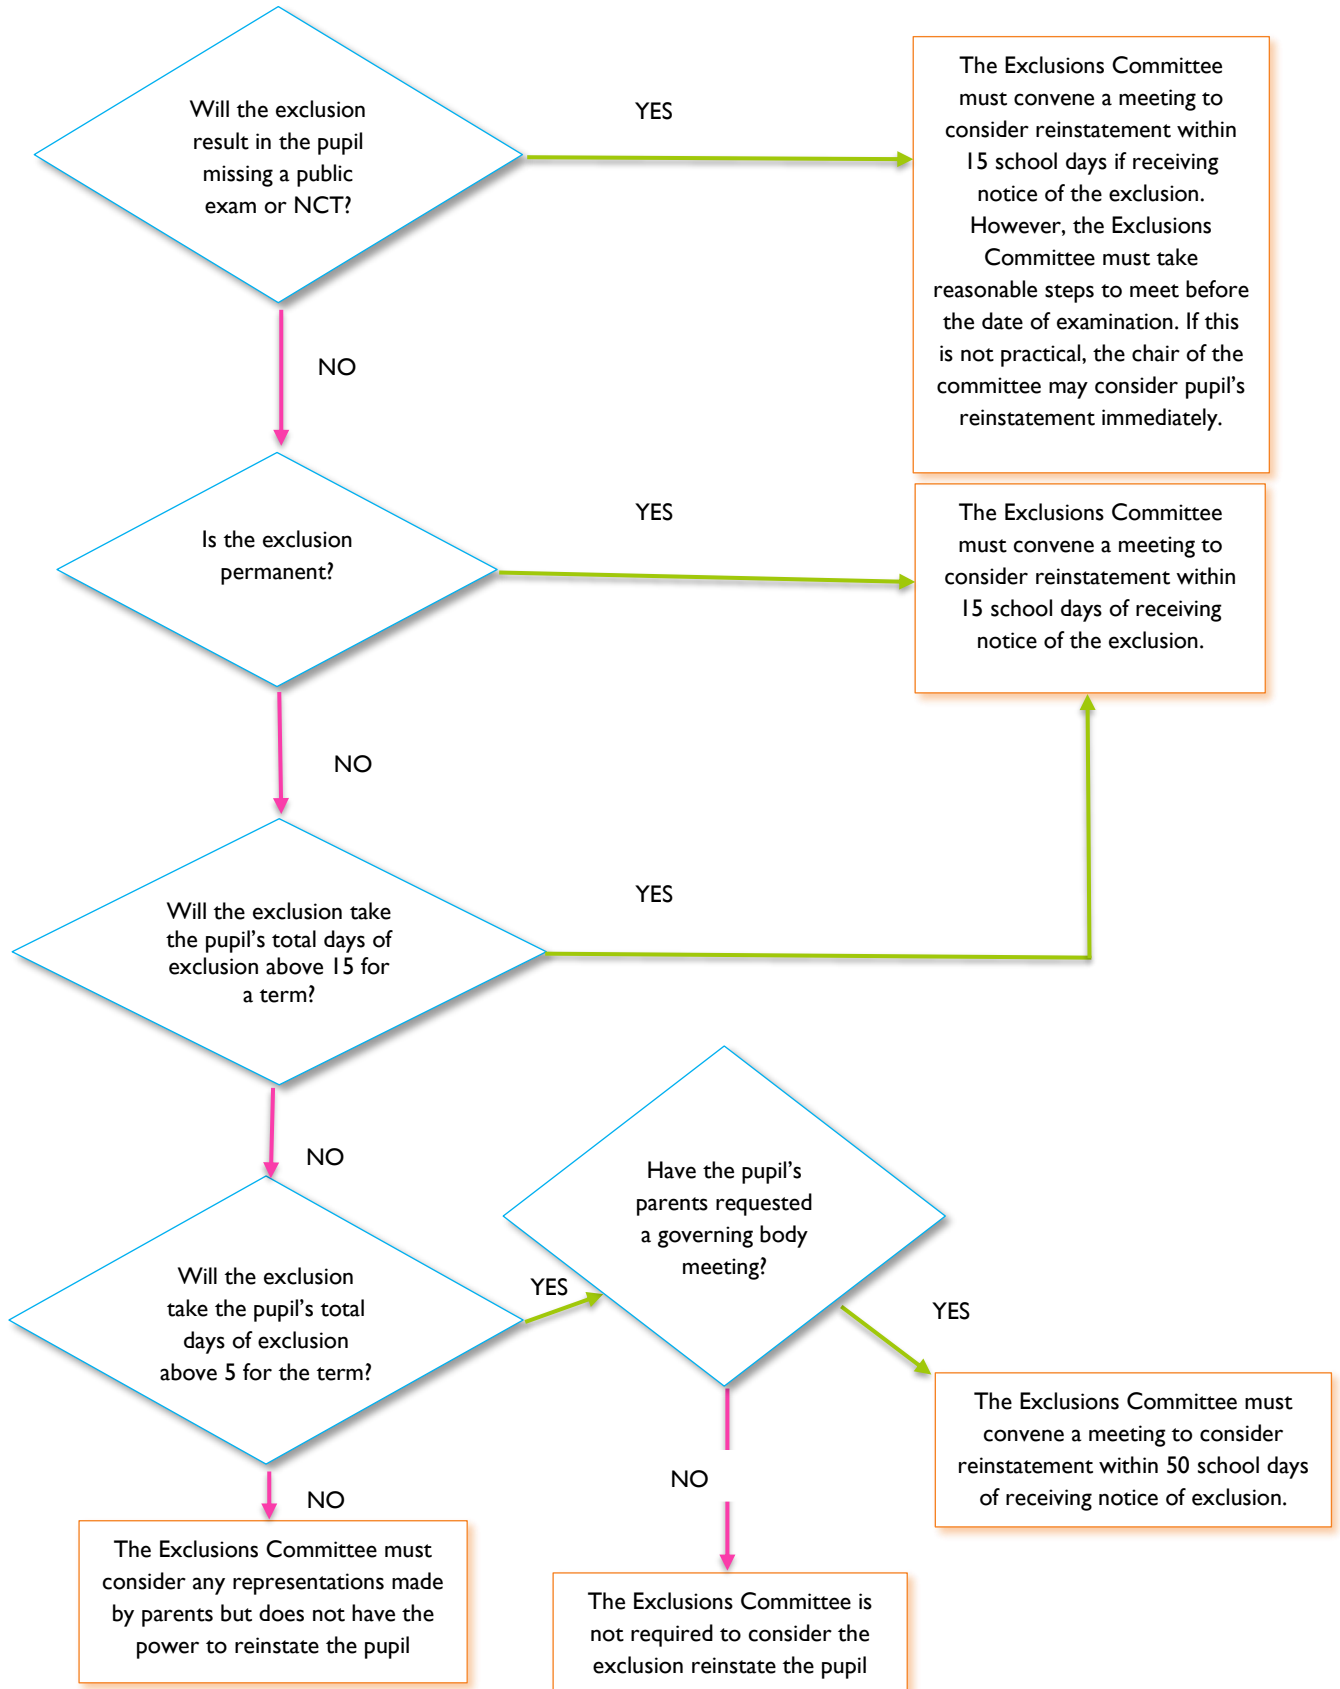 Will the exclusion
result in the pupil
missing a public
exam or NCT?
YES
The Exclusions Committee
must convene a meeting to
consider reinstatement within
15 school days if receiving
notice of the exclusion.
However, the Exclusions
Committee must take
reasonable steps to meet before
the date of examination. If this
is not practical, the chair of the
committee may consider pupil's
reinstatement immediately.
NO
Is the exclusion
permanent?
YES
The Exclusions Committee
must convene a meeting to
consider reinstatement within
15 school days of receiving
notice of the exclusion.
NO
Will the exclusion take
the pupil's total days of
exclusion above 15 for
a term?
YES
NO
Will the exclusion
take the pupil's total
days of exclusion
above 5 for the term?
YES
Have the pupil's
parents requested
a governing body
meeting?
YES
The Exclusions Committee must
convene a meeting to consider
reinstatement within 50 school days
of receiving notice of exclusion.
NO
The Exclusions Committee must
consider any representations made
by parents but does not have the
power to reinstate the pupil
NO
The Exclusions Committee is
not required to consider the
exclusion reinstate the pupil